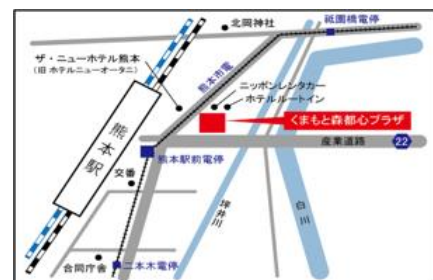 北岡神社
祗園橋電停
ザ・ニューホテル熊本
(旧 ホテルニューオータニ)
熊本市電
ニッポンレンタカー
ホテルルートイン
くまもと森都心プラザ
熊本駅
産業道路
22
熊本駅前電停
交番
坪井川
白川
合同庁舎
二本木電停